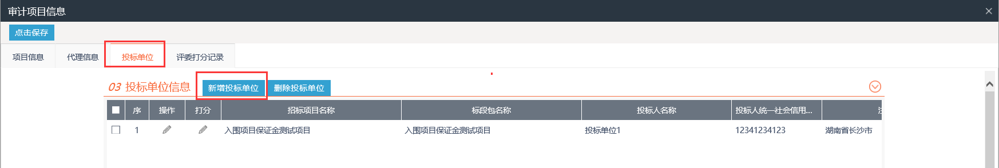 审计项目信息
点击保存
项目信息 代理信息 投标单位 评委打分记录
03 投标单位信息 新增投标单位 删除投标单位
序 操作 打分 招标项目名称 标段包名称 投标人名称 投标人统一社会信用...
1 入围项目保证金测试项目 入围项目保证金测试项目 投标单位1 12341234123 湖南省长沙市